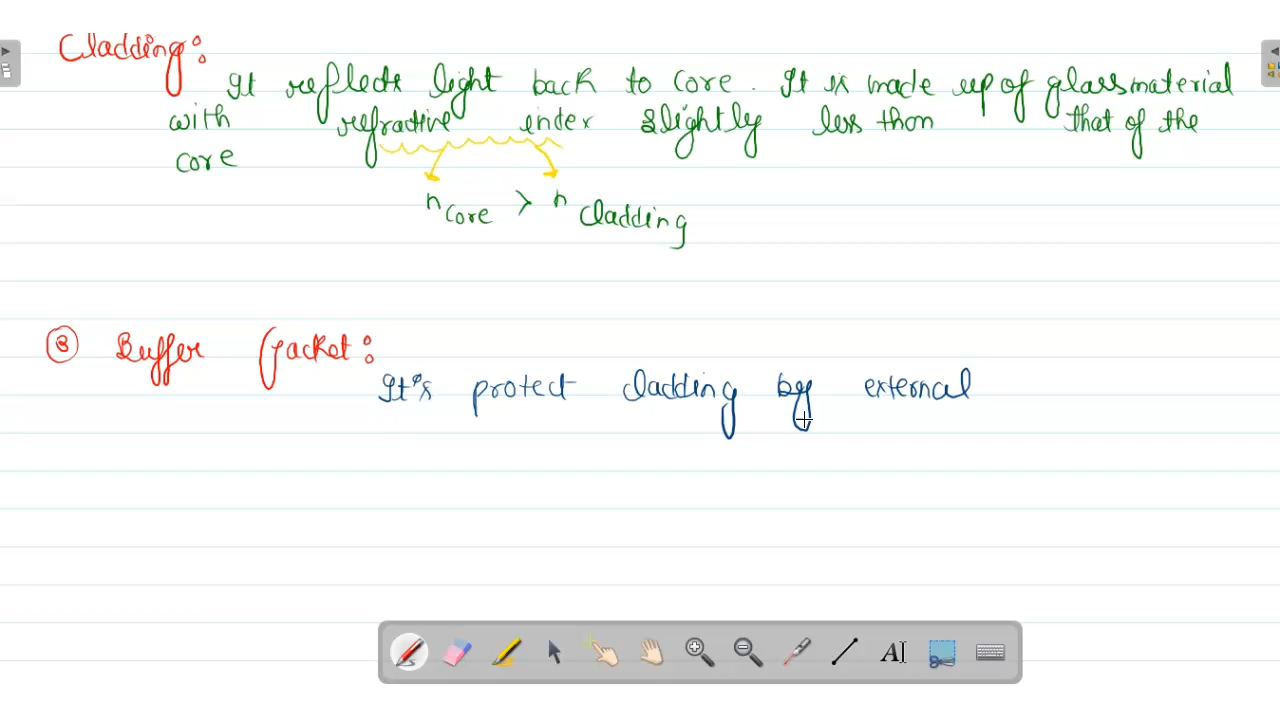 Cladding:
It reflects light back to core. It is made up of glass material
with refractive index slightly less than that of the
core
n core > n cladding
③ Buffer Jacket:
It's protect cladding by external
AI